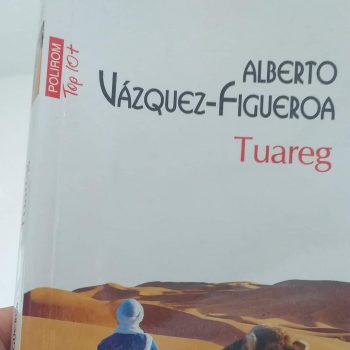 POLIROM
Top 10+
ALBERTO
VÁZQUEZ-FIGUEROA
Tuareg